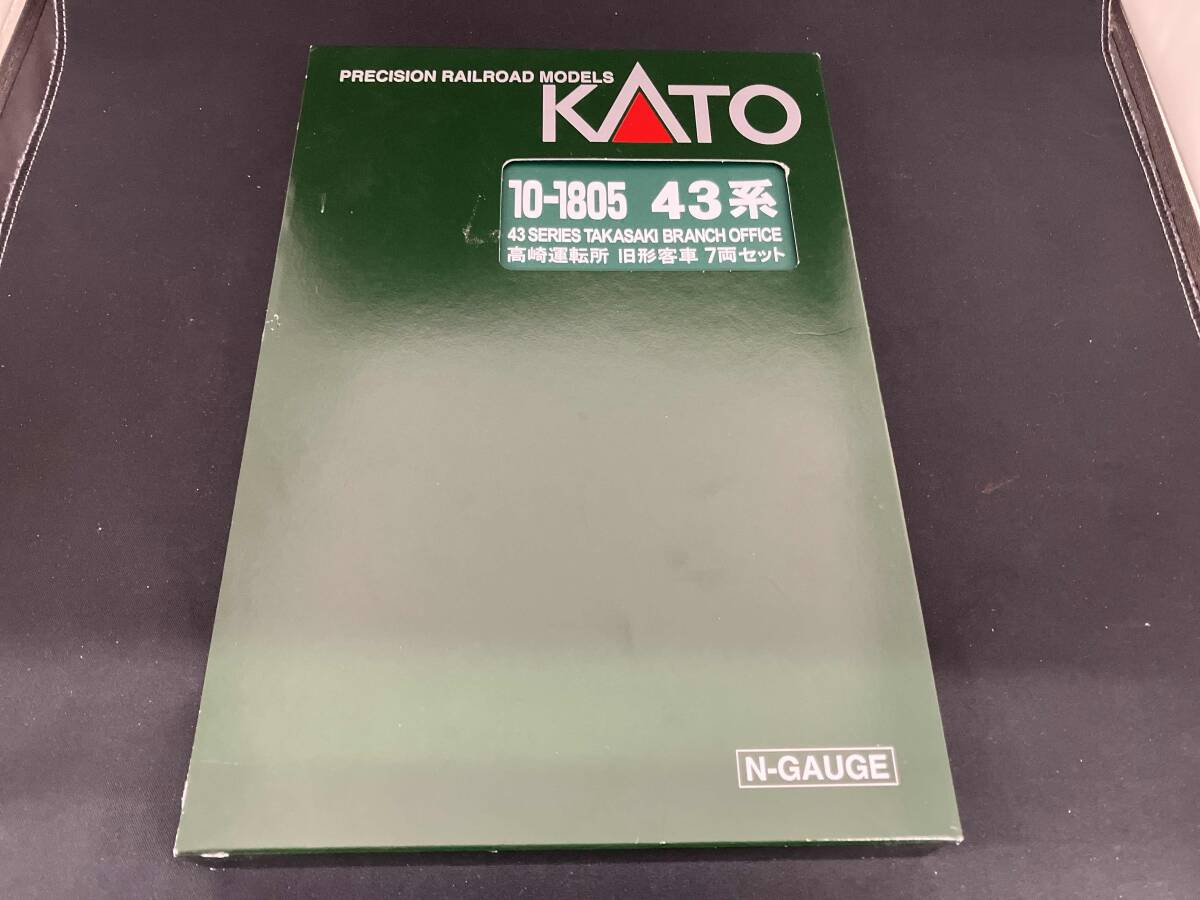 PRECISION RAILROAD MODELS
KATO
10-1805 43系
43 SERIES TAKASAKI BRANCH OFFICE
高崎運転所 旧形客車 7両セット
N-GAUGE